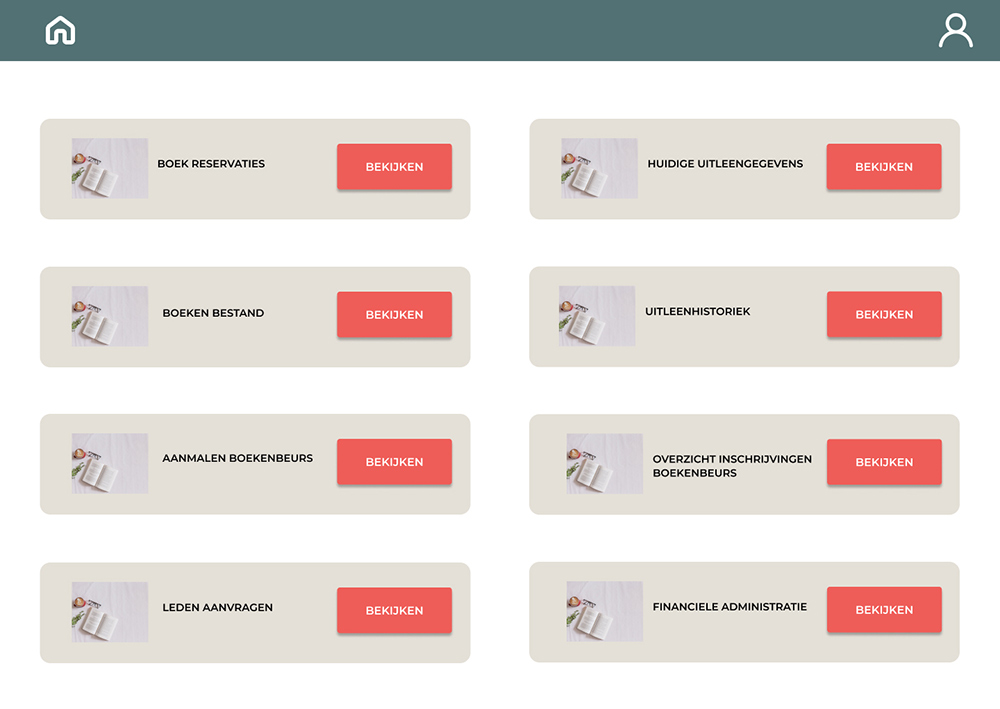 BOEK RESERVATIES
BEKIJKEN
HUIDIGE UITLEENGEGEVENS
BEKIJKEN
BOEKEN BESTAND
BEKIJKEN
UITLEENHISTORIEK
BEKIJKEN
AANMALEN BOEKENBEURS
BEKIJKEN
OVERZICHT INSCHRIJVINGEN
BOEKENBEURS
BEKIJKEN
LEDEN AANVRAGEN
BEKIJKEN
FINANCIELE ADMINISTRATIE
BEKIJKEN